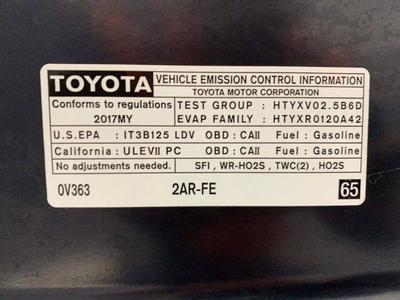 TOYOTA VEHICLE EMISSION CONTROL INFORMATION
TOYOTA MOTOR CORPORATION
Conforms to regulations TEST GROUP : HTYXV02.5B6D
2017MY EVAP FAMILY : HTYXR0120A42
U.S.EPA : IT3B125 LDV OBD : CAII Fuel : Gasoline
California : ULEVII PC OBD : CAII Fuel : Gasoline
No adjustments needed. SFI , WR-HO2S , TWC(2) , HO2S
0V363 2AR-FE 65